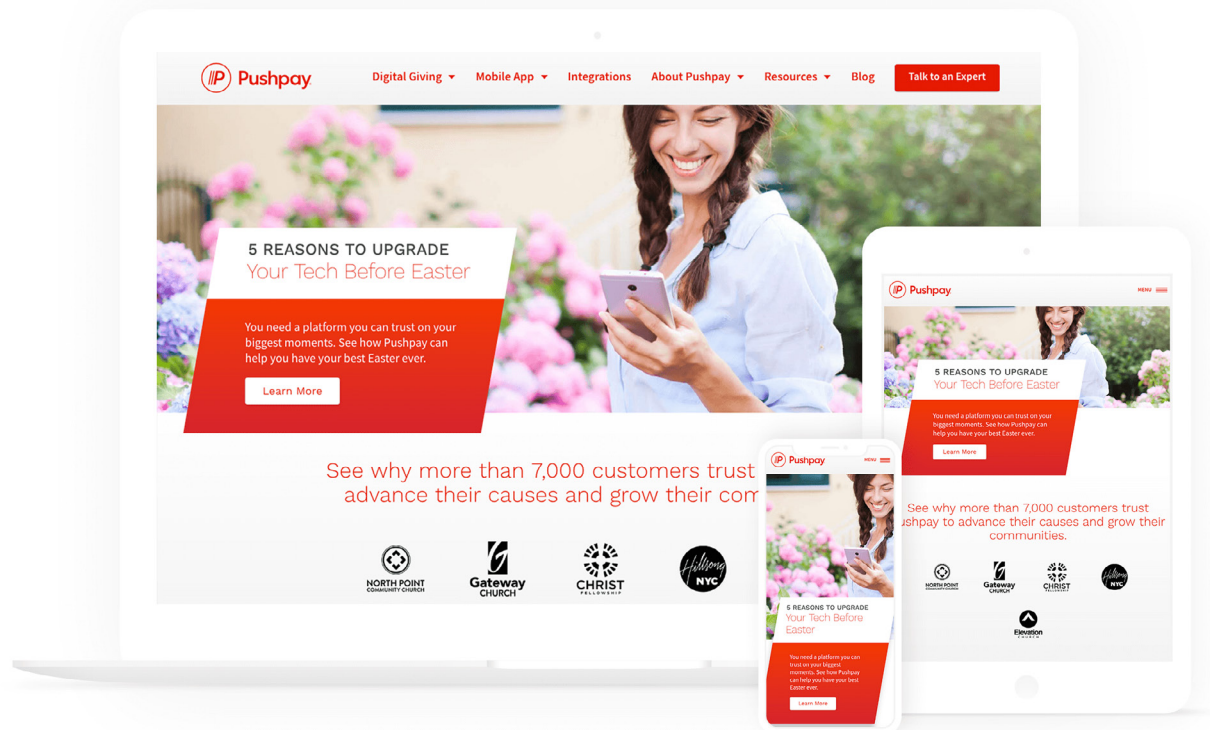 Pushpay
Digital Giving
Mobile App
Integrations
About Pushpay
Resources
Blog
Talk to an Expert
5 REASONS TO UPGRADE
Your Tech Before Easter
You need a platform you can trust on your
biggest moments. See how Pushpay can
help you have your best Easter ever.
Learn More
See why more than 7,000 customers trust
advance their causes and grow their com
NORTH POINT
COMMUNITY CHURCH
Gateway
CHURCH
CHRIST
FELLOWSHIP
Hillsong
NYC
Pushpay
MENU
5 REASONS TO UPGRADE
Your Tech Before
Easter
You need a platform you can
trust on your biggest
moments. See how Pushpay
can help you have your best
Easter ever.
Learn More
Pushpay
MENU
5 REASONS TO UPGRADE
Your Tech Before Easter
You need a platform you can trust on your
biggest moments. See how Pushpay can
help you have your best Easter ever.
Learn More
See why more than 7,000 customers trust
ushpay to advance their causes and grow their
communities.
NORTH POINT
COMMUNITY CHURCH
Gateway
CHURCH
CHRIST
FELLOWSHIP
Hillsong
NYC
Elevation
CHURCH